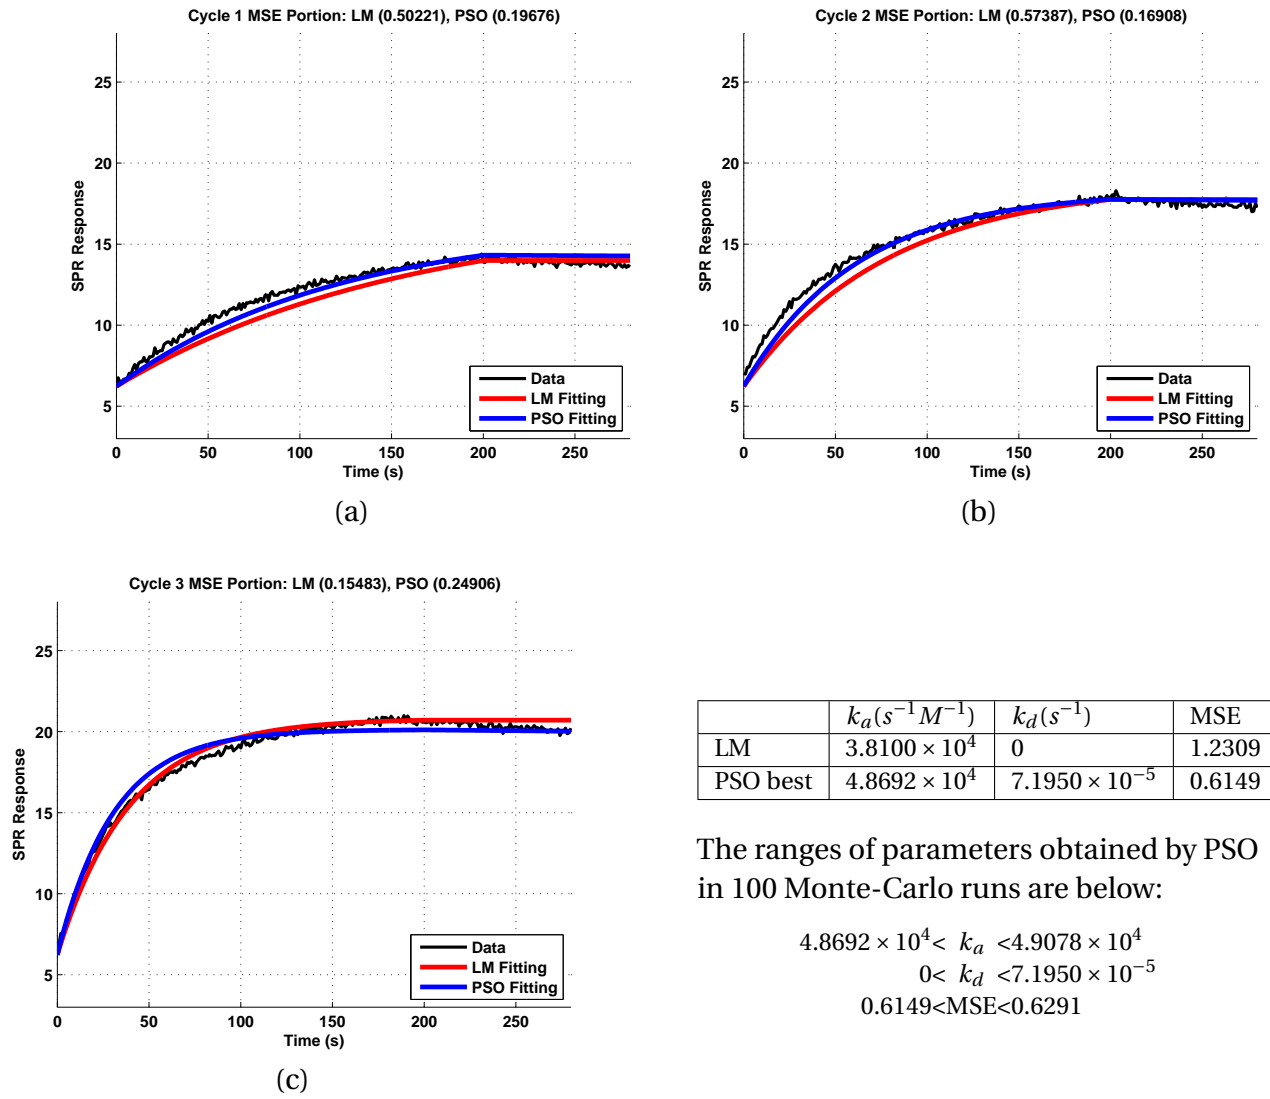 Cycle 1 MSE Portion: LM (0.50221), PSO (0.19676)
25
20
15
10
5
SPR Response
0 50 100 150 200 250
Time (s)
Data
LM Fitting
PSO Fitting
(a)
Cycle 2 MSE Portion: LM (0.57387), PSO (0.16908)
25
20
15
10
5
SPR Response
0 50 100 150 200 250
Time (s)
Data
LM Fitting
PSO Fitting
(b)
Cycle 3 MSE Portion: LM (0.15483), PSO (0.24906)
25
20
15
10
5
SPR Response
0 50 100 150 200 250
Time (s)
Data
LM Fitting
PSO Fitting
(c)
k_a(s^{−1}M^{−1}) k_d(s^{−1}) MSE
LM 3.8100 × 10^4 0 1.2309
PSO best 4.8692 × 10^4 7.1950 × 10^{−5} 0.6149
The ranges of parameters obtained by PSO
in 100 Monte-Carlo runs are below:
4.8692 × 10^4< k_a <4.9078 × 10^4
0< k_d <7.1950 × 10^{−5}
0.6149<MSE<0.6291